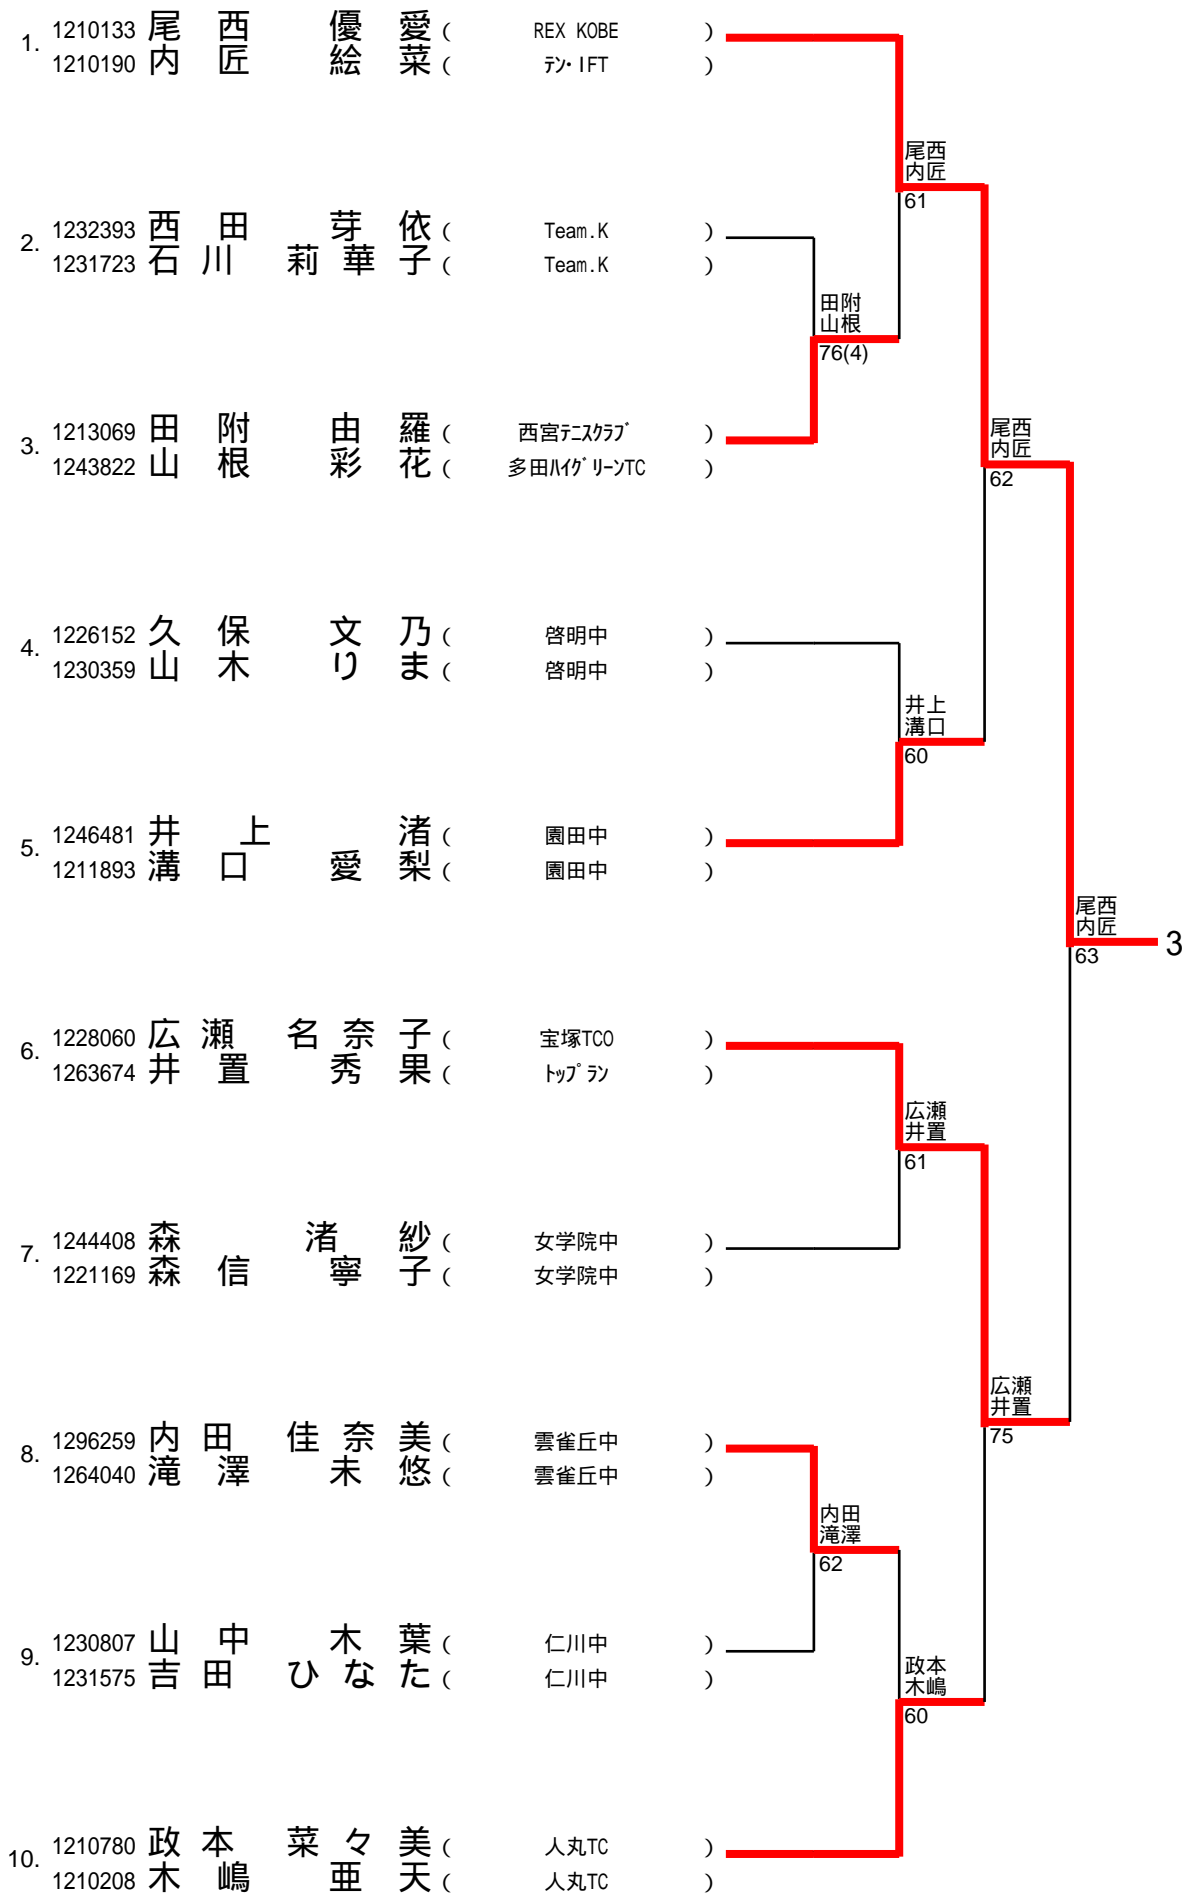 1. 1210133 尾西 優愛 ( REX KOBE )
1210190 内匠 絵菜 ( テン・IFT )
尾西
内匠
61
2. 1232393 西田 芽依 ( Team.K )
1231723 石川 莉華子 ( Team.K )
田附
山根
76(4)
3. 1213069 田附 由羅 ( 西宮テニスクラブ )
1243822 山根 彩花 ( 多田ハイグリーンTC )
尾西
内匠
62
4. 1226152 久保 文乃 ( 啓明中 )
1230359 山木 りま ( 啓明中 )
井上
溝口
60
5. 1246481 井上 渚 ( 園田中 )
1211893 溝口 愛梨 ( 園田中 )
尾西
内匠
63
3
6. 1228060 広瀬 名奈子 ( 宝塚TCO )
1263674 井置 秀果 ( トップラン )
広瀬
井置
61
7. 1244408 森 渚紗 ( 女学院中 )
1221169 森信 寧子 ( 女学院中 )
広瀬
井置
75
8. 1296259 内田 佳奈美 ( 雲雀丘中 )
1264040 滝澤 未悠 ( 雲雀丘中 )
内田
滝澤
62
9. 1230807 山中 木葉 ( 仁川中 )
1231575 吉田 ひなた ( 仁川中 )
政本
木嶋
60
10. 1210780 政本 菜々美 ( 人丸TC )
1210208 木嶋 亜天 ( 人丸TC )